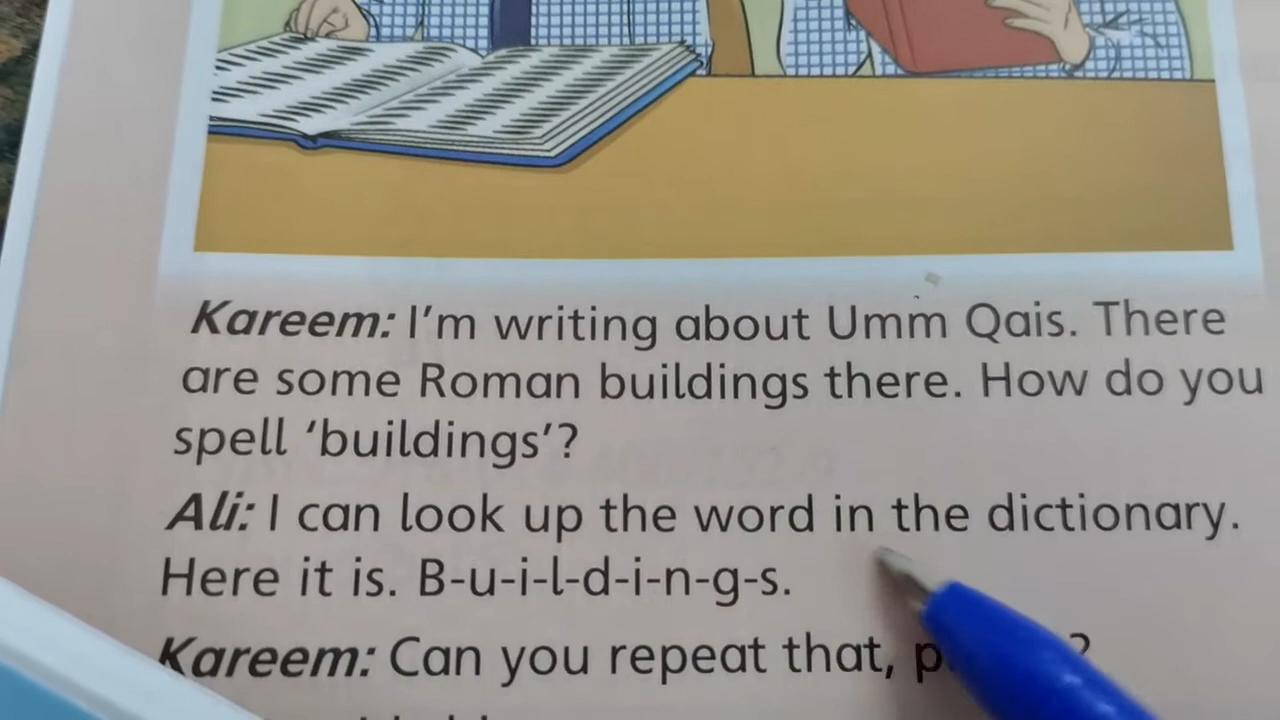 Kareem: I'm writing about Umm Qais. There
are some Roman buildings there. How do you
spell 'buildings'?
Ali: I can look up the word in the dictionary.
Here it is. B-u-i-l-d-i-n-g-s.
Kareem: Can you repeat that, ?